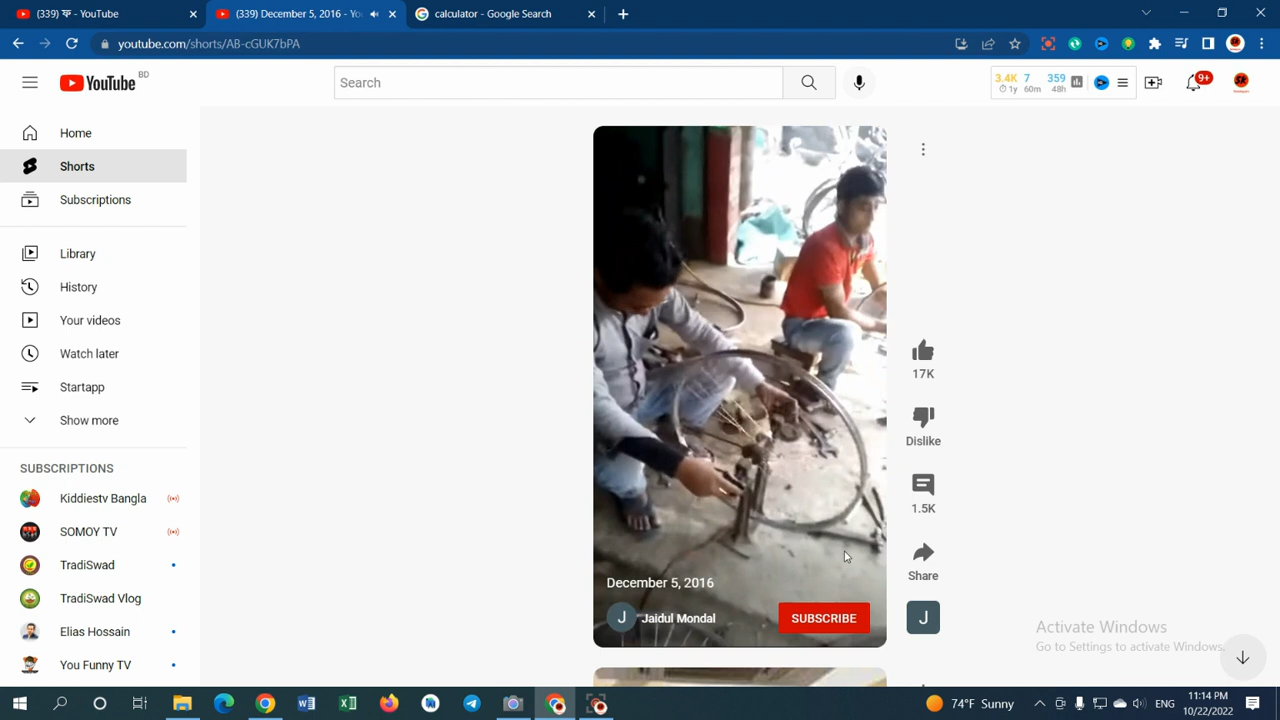 (339) ফা - YouTube
(339) December 5, 2016 - Yo
calculator - Google Search
youtube.com/shorts/AB-cGUK7bPA
YouTube BD
Search
3.4K 7 359
1y 60m 48h
9+
Home
Shorts
Subscriptions
Library
History
Your videos
Watch later
Startapp
Show more
SUBSCRIPTIONS
Kiddiestv Bangla
SOMOY TV
TradiSwad
TradiSwad Vlog
Elias Hossain
You Funny TV
December 5, 2016
J Jaidul Mondal SUBSCRIBE
17K
Dislike
1.5K
Share
J
Activate Windows
Go to Settings to activate Windows.
74°F Sunny
ENG
11:14 PM
10/22/2022